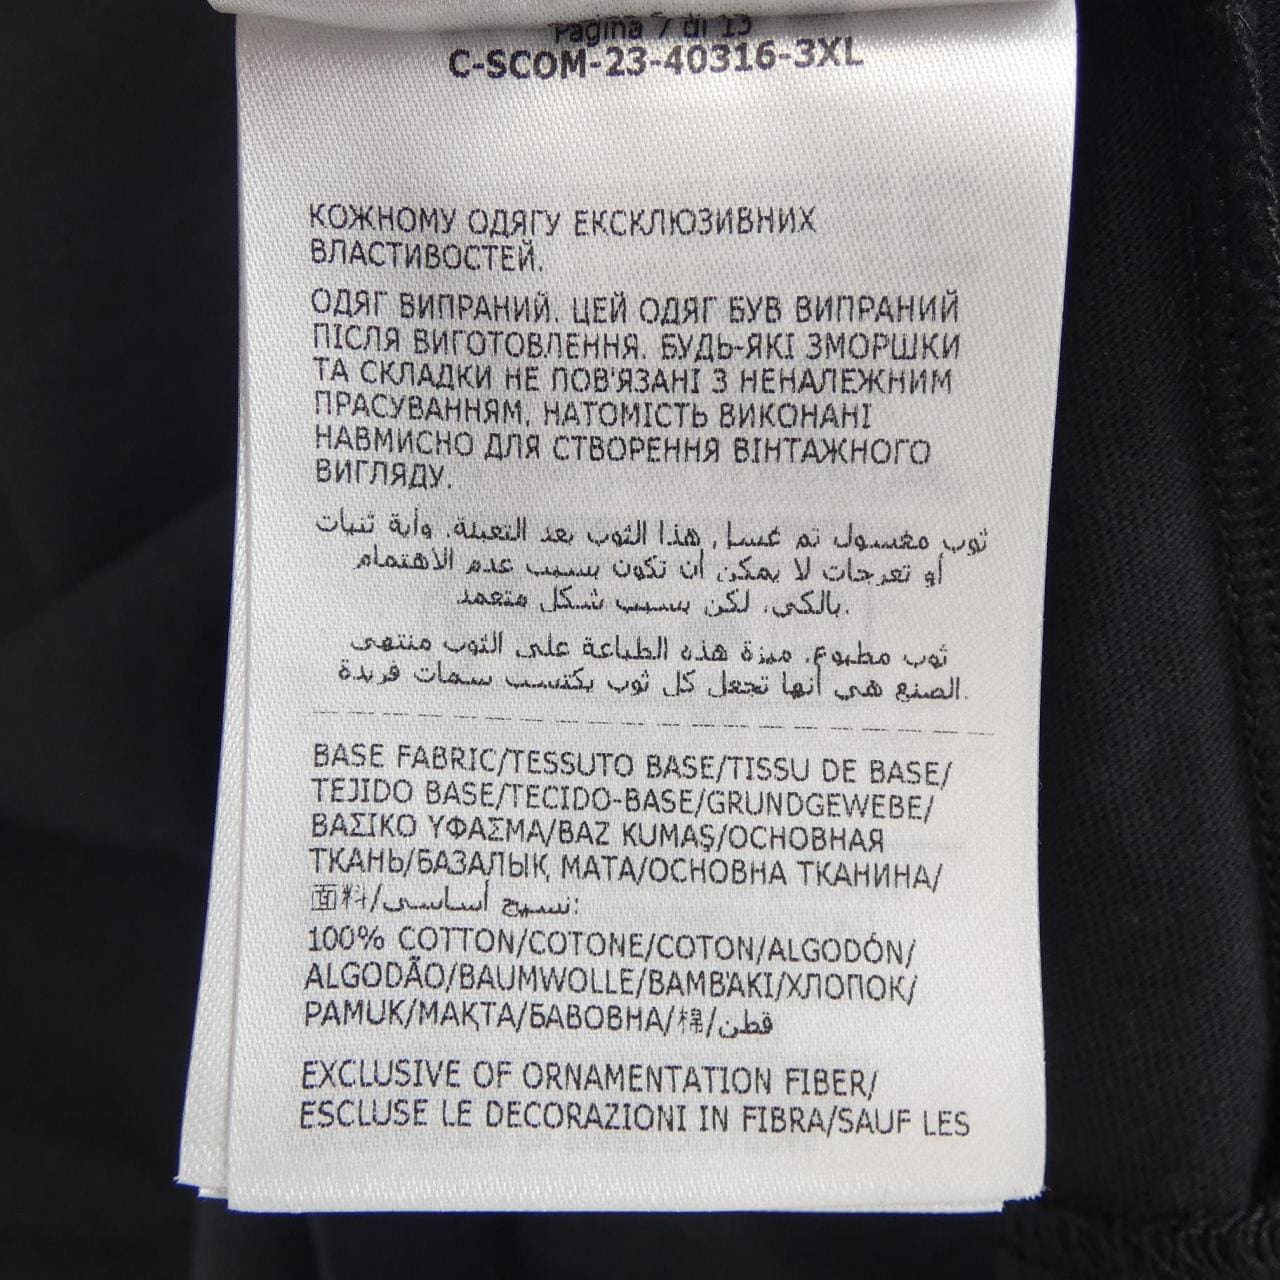 Pagina 7 di 13
C-SCOM-23-40316-3XL
КОЖНОМУ ОДЯГУ ЕКСКЛЮЗИВНИХ
ВЛАСТИВОСТЕЙ.
ОДЯГ ВИПРАНИЙ. ЦЕЙ ОДЯГ БУВ ВИПРАНИЙ
ПІСЛЯ ВИГОТОВЛЕННЯ. БУДЬ-ЯКІ ЗМОРШКИ
ТА СКЛАДКИ НЕ ПОВ'ЯЗАНІ З НЕНАЛЕЖНИМ
ПРАСУВАННЯМ, НАТОМІСТЬ ВИКОНАНІ
НАВМИСНО ДЛЯ СТВОРЕННЯ ВІНТАЖНОГО
ВИГЛЯДУ.
ثوب مغسول تم غسل, هذا الثوب بعد التعبئة. وأية ثنيات
أو تعرجات لا يمكن أن تكون بسبب عدم الاهتمام
بالكي، لكن بسبب شكل متعمد.
ثوب مطبوع. ميزة هذه الطباعة على الثوب منتهى
الصنع هي أنها تجعل كل ثوب يكتسب سمات فريدة.
BASE FABRIC/TESSUTO BASE/TISSU DE BASE/
TEJIDO BASE/TECIDO-BASE/GRUNDGEWEBE/
ΒΑΣΙΚΟ ΥΦΑΣΜΑ/BAZ KUMAŞ/ОСНОВНАЯ
ТКАНЬ/БАЗАЛЫҚ МАТА/ОСНОВНА ТКАНИНА/
面料/نسيج أساسي:
100% COTTON/COTONE/COTON/ALGODÓN/
ALGODÃO/BAUMWOLLE/ΒΑΜΒΆΚΙ/ХЛОПОК/
PAMUK/МАҚТА/БАВОВНА/棉/قطن
EXCLUSIVE OF ORNAMENTATION FIBER/
ESCLUSE LE DECORAZIONI IN FIBRA/SAUF LES